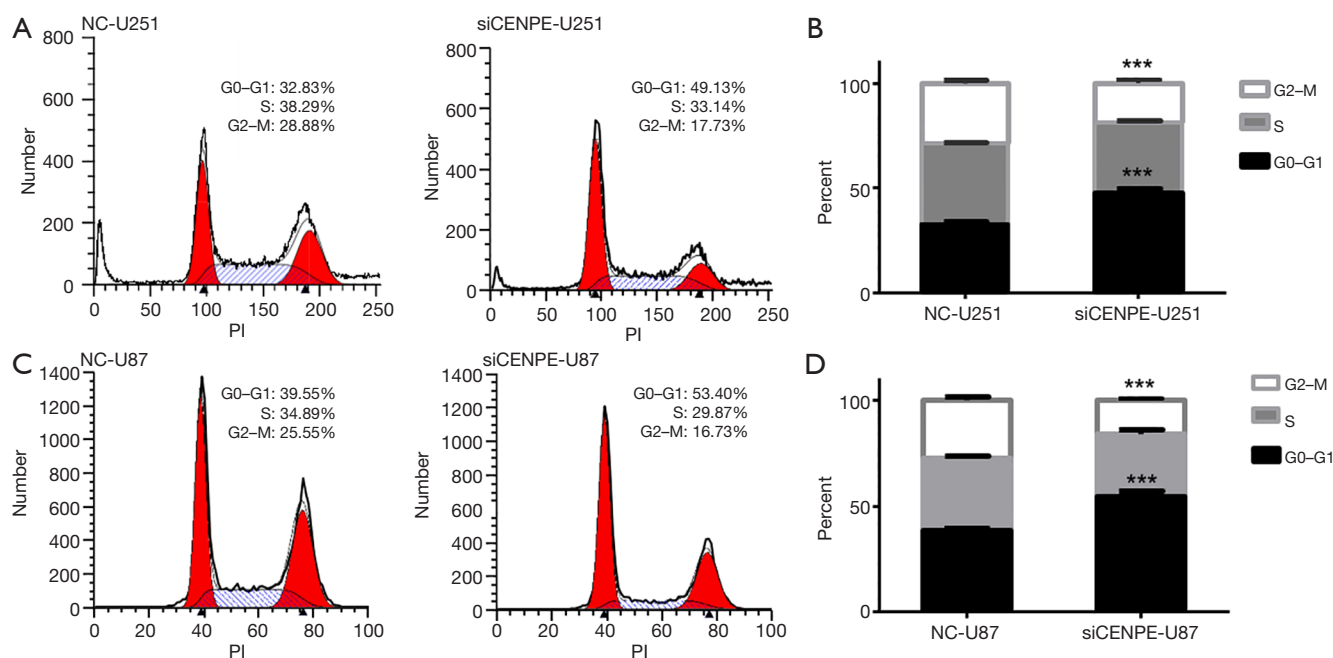 A
NC-U251
800
600
400
200
0
Number
G0–G1: 32.83%
S: 38.29%
G2–M: 28.88%
0 50 100 150 200 250
PI
siCENPE-U251
800
600
400
200
0
Number
G0–G1: 49.13%
S: 33.14%
G2–M: 17.73%
0 50 100 150 200 250
PI
B
100
50
0
Percent
***
***
NC-U251 siCENPE-U251
G2–M
S
G0–G1
C
NC-U87
1400
1200
1000
800
600
400
200
0
Number
G0–G1: 39.55%
S: 34.89%
G2–M: 25.55%
0 20 40 60 80 100
PI
siCENPE-U87
1400
1200
1000
800
600
400
200
0
Number
G0–G1: 53.40%
S: 29.87%
G2–M: 16.73%
0 20 40 60 80 100
PI
D
100
50
0
Percent
***
***
NC-U87 siCENPE-U87
G2–M
S
G0–G1